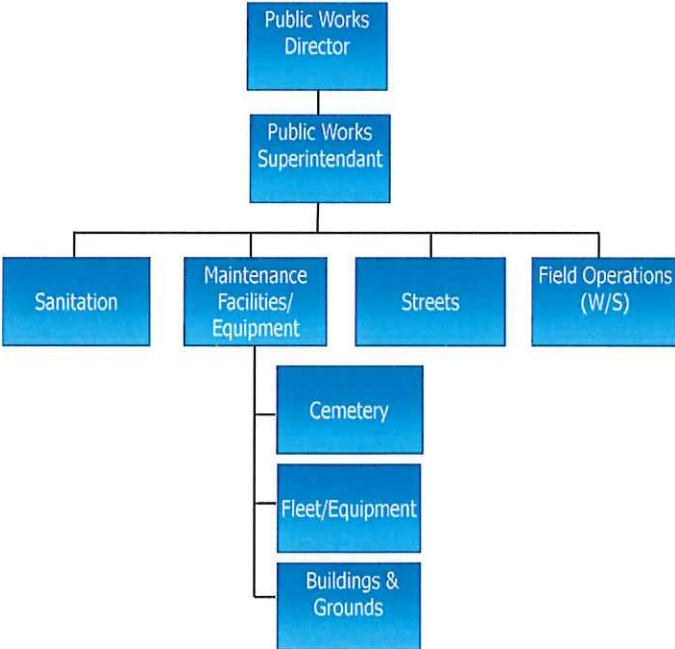 Public Works
Director
Public Works
Superintendant
Sanitation
Maintenance
Facilities/
Equipment
Streets
Field Operations
(W/S)
Cemetery
Fleet/Equipment
Buildings &
Grounds